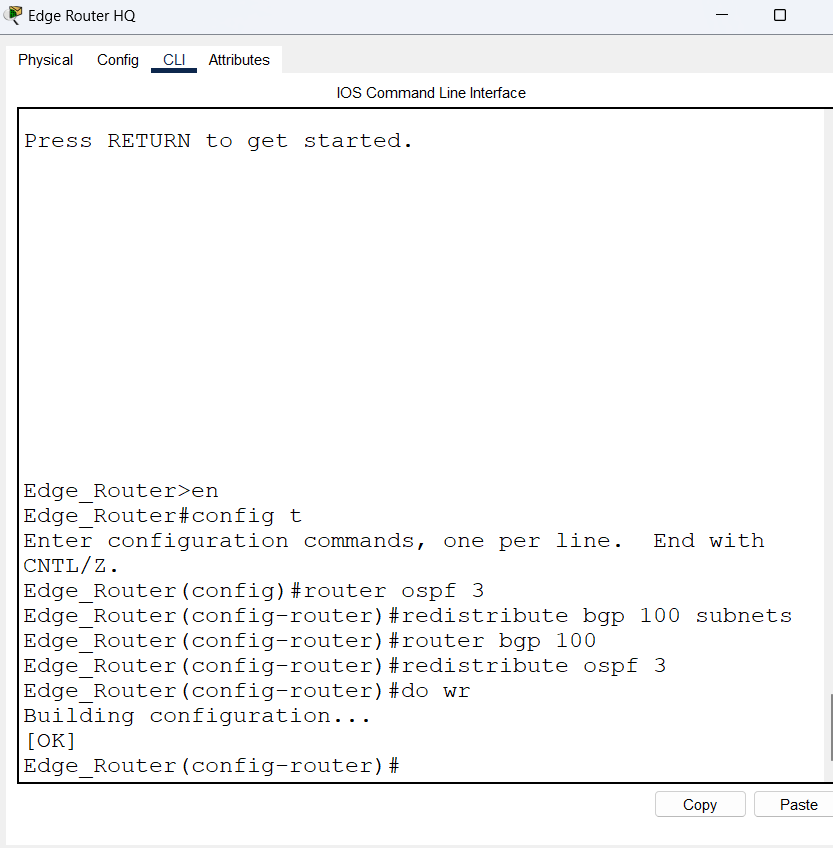 Edge Router HQ
Physical Config CLI Attributes
IOS Command Line Interface
Press RETURN to get started.
Edge_Router>en
Edge_Router#config t
Enter configuration commands, one per line.  End with
CNTL/Z.
Edge_Router(config)#router ospf 3
Edge_Router(config-router)#redistribute bgp 100 subnets
Edge_Router(config-router)#router bgp 100
Edge_Router(config-router)#redistribute ospf 3
Edge_Router(config-router)#do wr
Building configuration...
[OK]
Edge_Router(config-router)#
Copy Paste